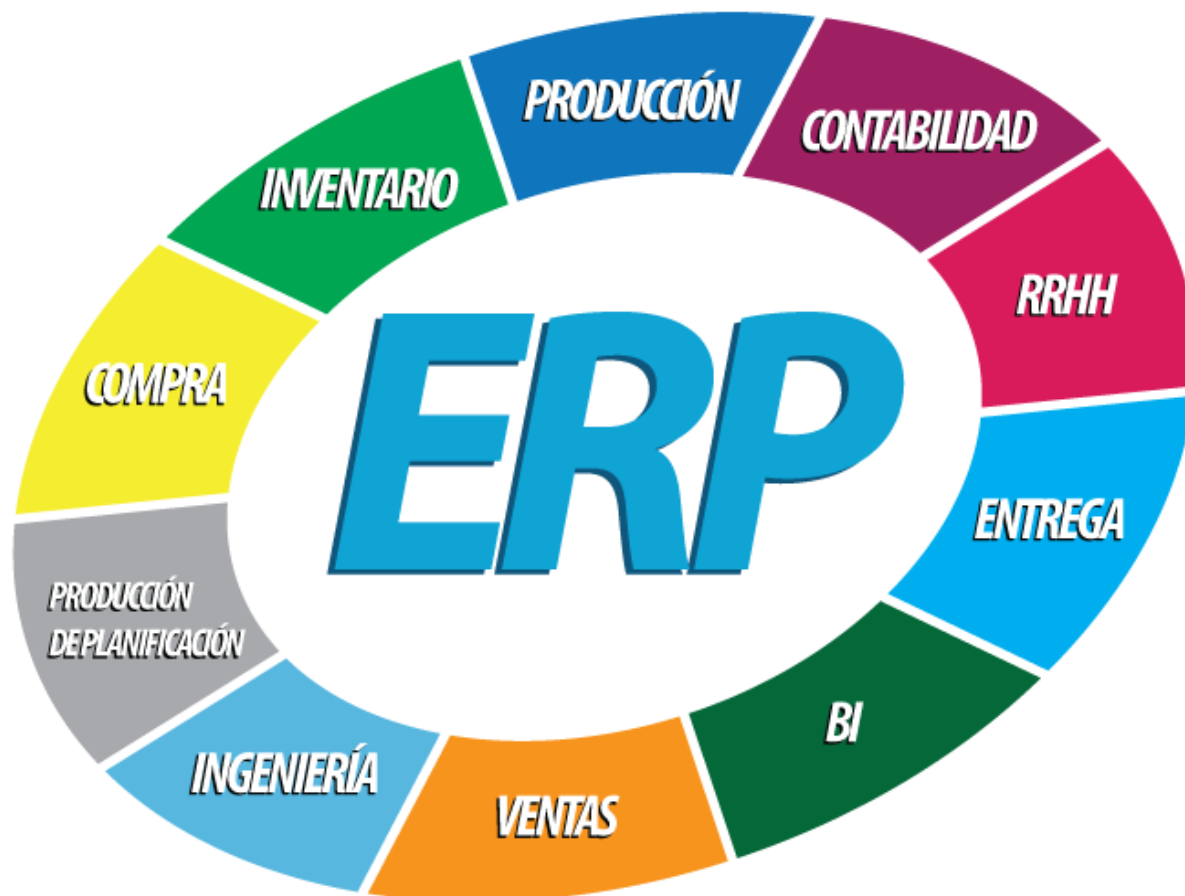 PRODUCCIÓN
CONTABILIDAD
INVENTARIO
RRHH
COMPRA
ERP
ENTREGA
PRODUCCIÓN
DE PLANIFICACIÓN
BI
INGENIERÍA
VENTAS